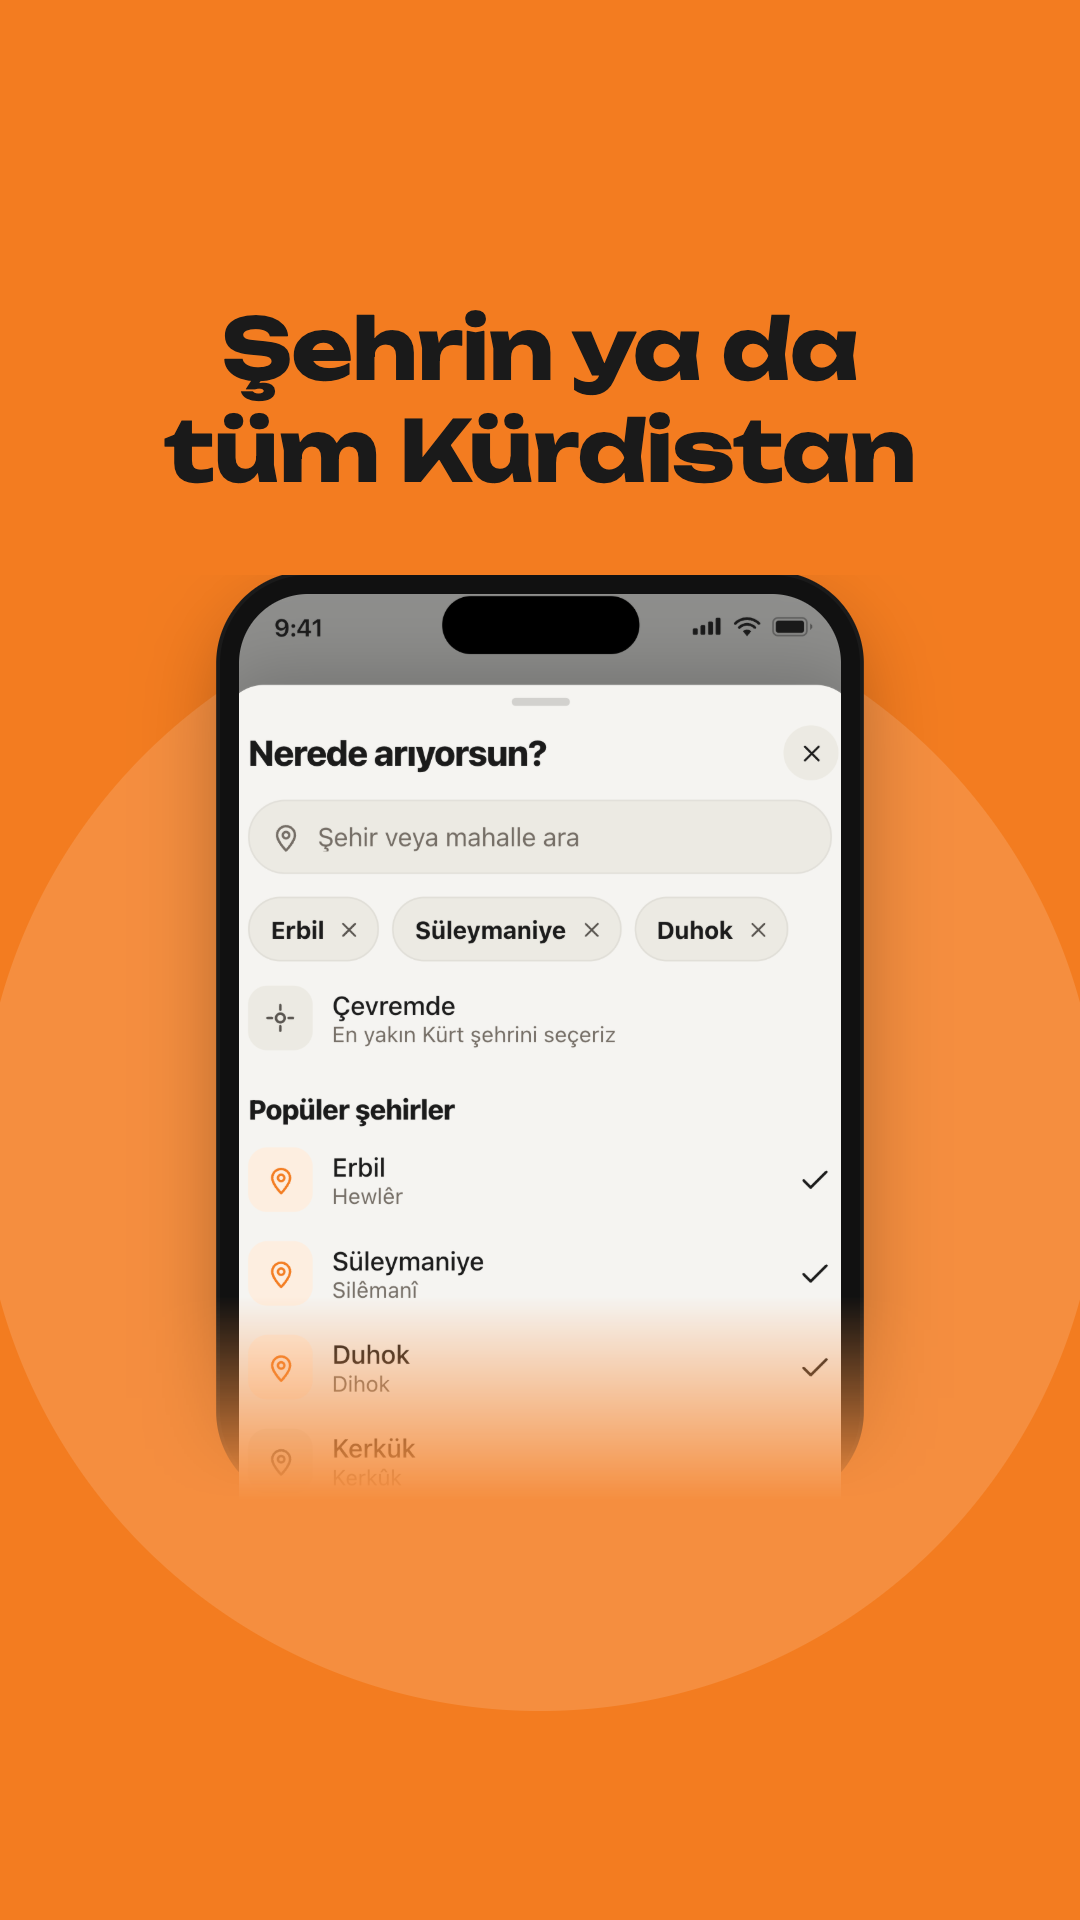 Şehrin ya da
tüm Kürdistan
9:41
Nerede arıyorsun?
Şehir veya mahalle ara
Erbil
Süleymaniye
Duhok
Çevremde
En yakın Kürt şehrini seçeriz
Popüler şehirler
Erbil
Hewlêr
Süleymaniye
Silêmanî
Duhok
Dihok
Kerkük
Kerkûk